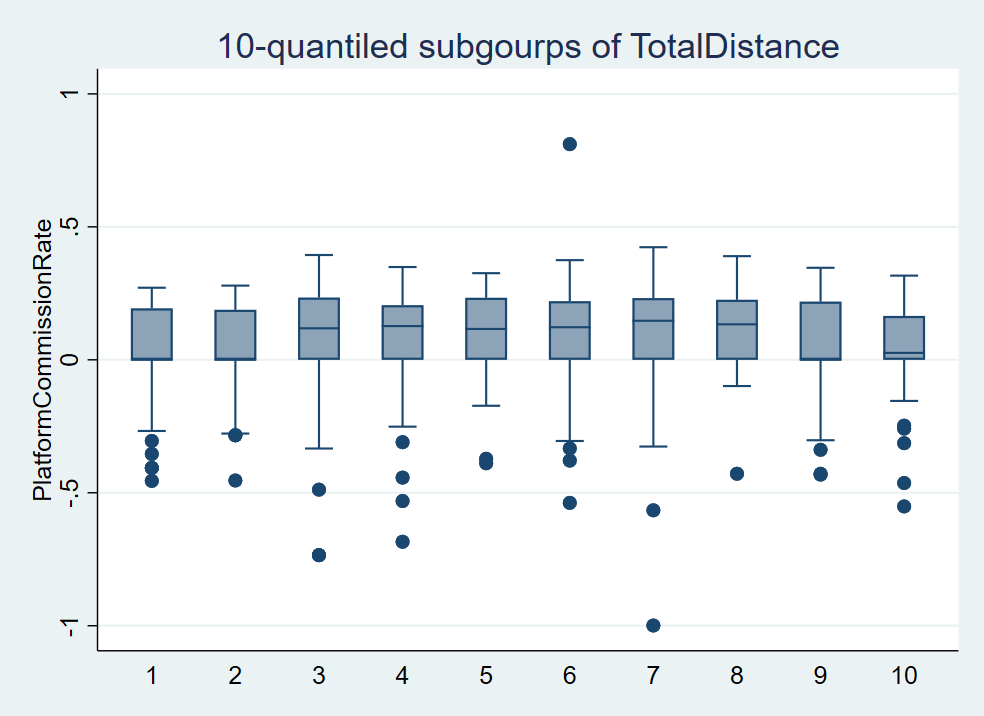 10-quantiled subgourps of TotalDistance
PlatformCommissionRate
1
.5
0
-.5
-1
1 2 3 4 5 6 7 8 9 10